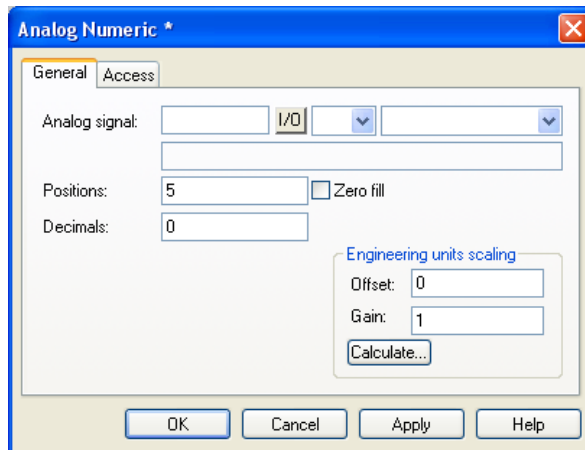 Analog Numeric *
General Access
Analog signal: I/O
Positions: 5 Zero fill
Decimals: 0
Engineering units scaling
Offset: 0
Gain: 1
Calculate...
OK Cancel Apply Help